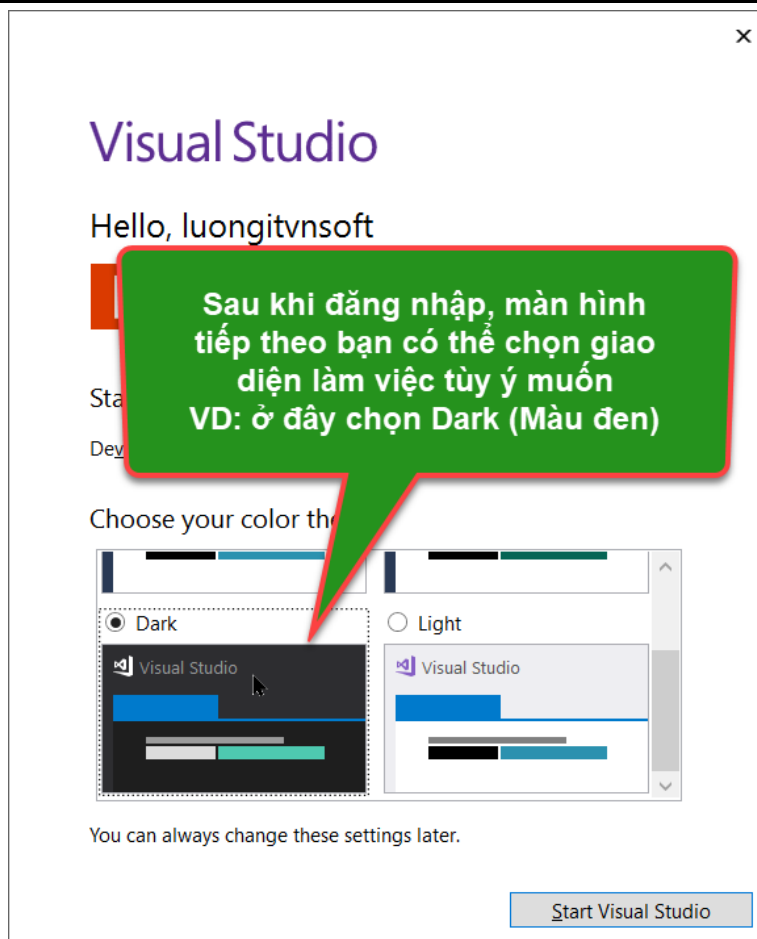 Visual Studio
Hello, luongitvnsoft
Sau khi đăng nhập, màn hình
tiếp theo bạn có thể chọn giao
diện làm việc tùy ý muốn
VD: ở đây chọn Dark (Màu đen)
Choose your color
Dark
Light
Visual Studio
Visual Studio
You can always change these settings later.
Start Visual Studio